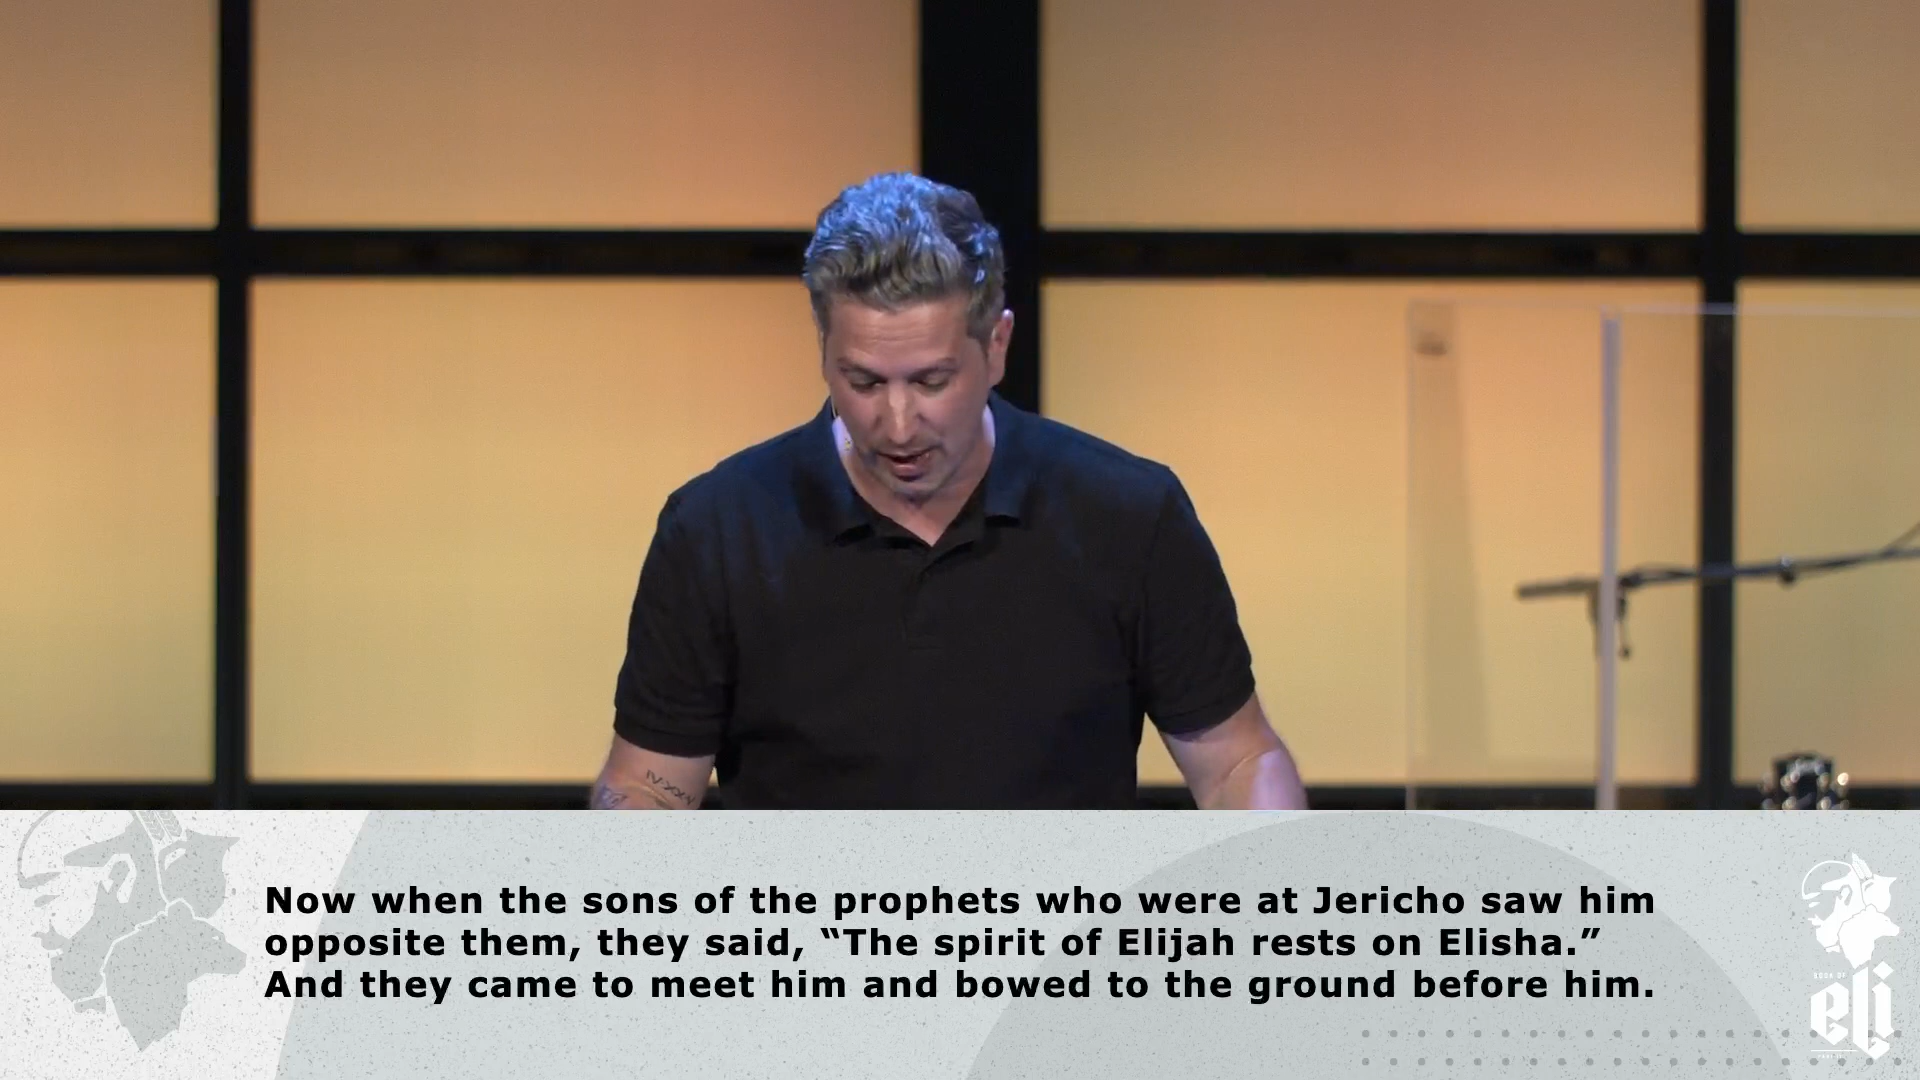 Now when the sons of the prophets who were at Jericho saw him
opposite them, they said, “The spirit of Elijah rests on Elisha.”
And they came to meet him and bowed to the ground before him.
BOOK OF
eli